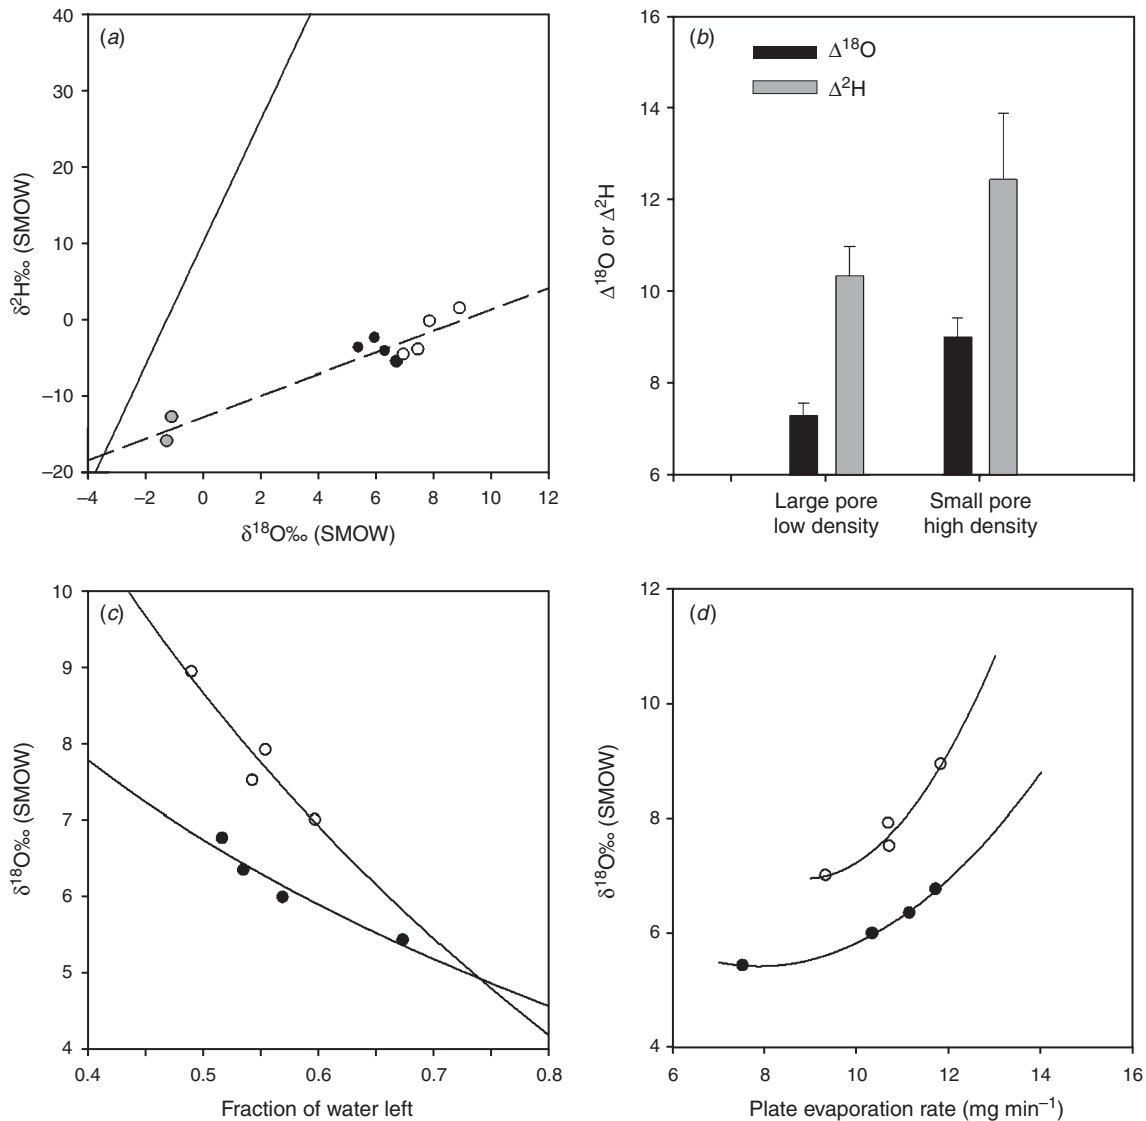 (a)
40
30
20
10
0
–10
–20
δ²H‰ (SMOW)
–4 –2 0 2 4 6 8 10 12
δ¹⁸O‰ (SMOW)
(b)
16
14
12
10
8
6
Δ¹⁸O or Δ²H
Δ¹⁸O
Δ²H
Large pore
low density
Small pore
high density
(c)
10
9
8
7
6
5
4
δ¹⁸O‰ (SMOW)
0.4 0.5 0.6 0.7 0.8
Fraction of water left
(d)
12
10
8
6
4
δ¹⁸O‰ (SMOW)
6 8 10 12 14 16
Plate evaporation rate (mg min⁻¹)